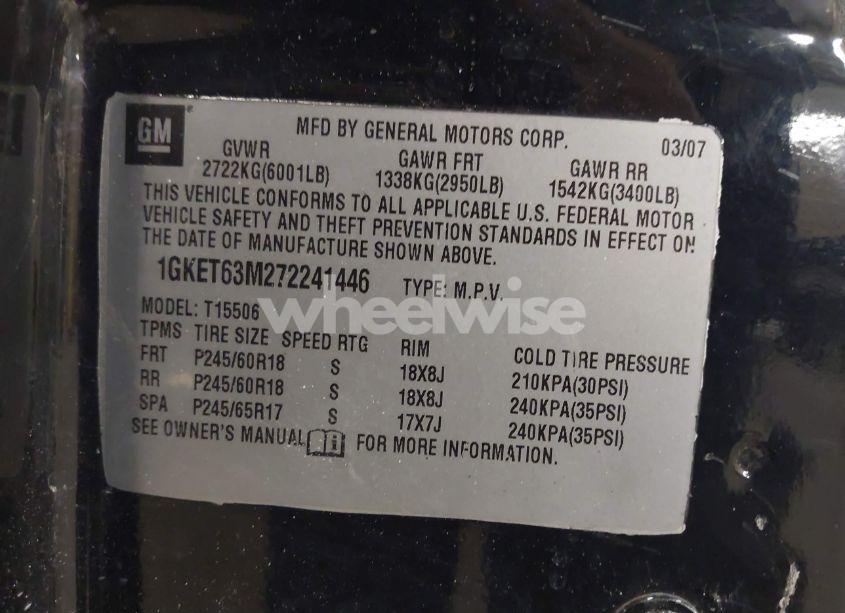 GM
MFD BY GENERAL MOTORS CORP. 03/07
GVWR GAWR FRT GAWR RR
2722KG(6001LB) 1338KG(2950LB) 1542KG(3400LB)
THIS VEHICLE CONFORMS TO ALL APPLICABLE U.S. FEDERAL MOTOR
VEHICLE SAFETY AND THEFT PREVENTION STANDARDS IN EFFECT ON
THE DATE OF MANUFACTURE SHOWN ABOVE.
1GKET63M272241446 TYPE: M.P.V.
wheelwise
MODEL: T15506
TPMS TIRE SIZE SPEED RTG RIM COLD TIRE PRESSURE
FRT P245/60R18 S 18X8J 210KPA(30PSI)
RR P245/60R18 S 18X8J 240KPA(35PSI)
SPA P245/65R17 S 17X7J 240KPA(35PSI)
SEE OWNER'S MANUAL FOR MORE INFORMATION.